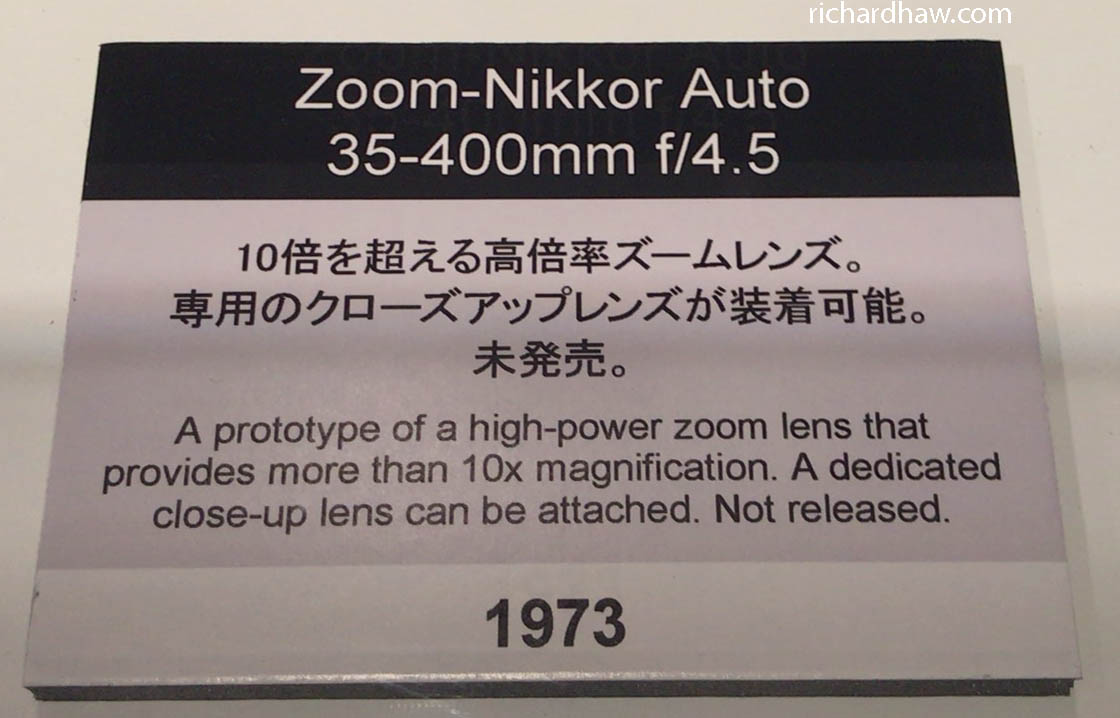 richardhaw.com
Zoom-Nikkor Auto
35-400mm f/4.5
10倍を超える高倍率ズームレンズ。
専用のクローズアップレンズが装着可能。
未発売。
A prototype of a high-power zoom lens that
provides more than 10x magnification. A dedicated
close-up lens can be attached. Not released.
1973